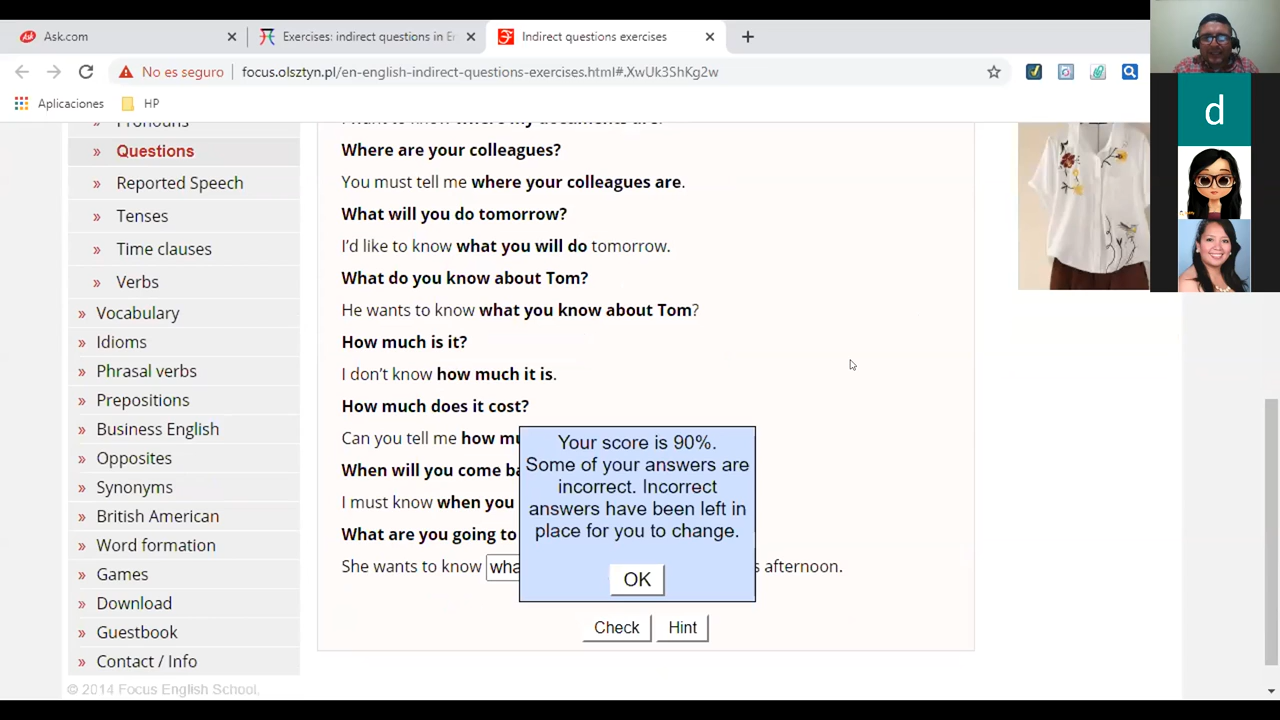 Ask.com
Exercises: indirect questions in E
Indirect questions exercises
No es seguro
focus.olsztyn.pl/en-english-indirect-questions-exercises.html#.XwUk3ShKg2w
Aplicaciones
HP
» Pronouns
» Questions
» Reported Speech
» Tenses
» Time clauses
» Verbs
» Vocabulary
» Idioms
» Phrasal verbs
» Prepositions
» Business English
» Opposites
» Synonyms
» British American
» Word formation
» Games
» Download
» Guestbook
» Contact / Info
© 2014 Focus English School,
I want to know where my documents are.
Where are your colleagues?
You must tell me where your colleagues are.
What will you do tomorrow?
I'd like to know what you will do tomorrow.
What do you know about Tom?
He wants to know what you know about Tom?
How much is it?
I don't know how much it is.
How much does it cost?
Can you tell me how mu
When will you come ba
I must know when you
What are you going to
She wants to know wha s afternoon.
Your score is 90%.
Some of your answers are
incorrect. Incorrect
answers have been left in
place for you to change.
OK
Check
Hint
d